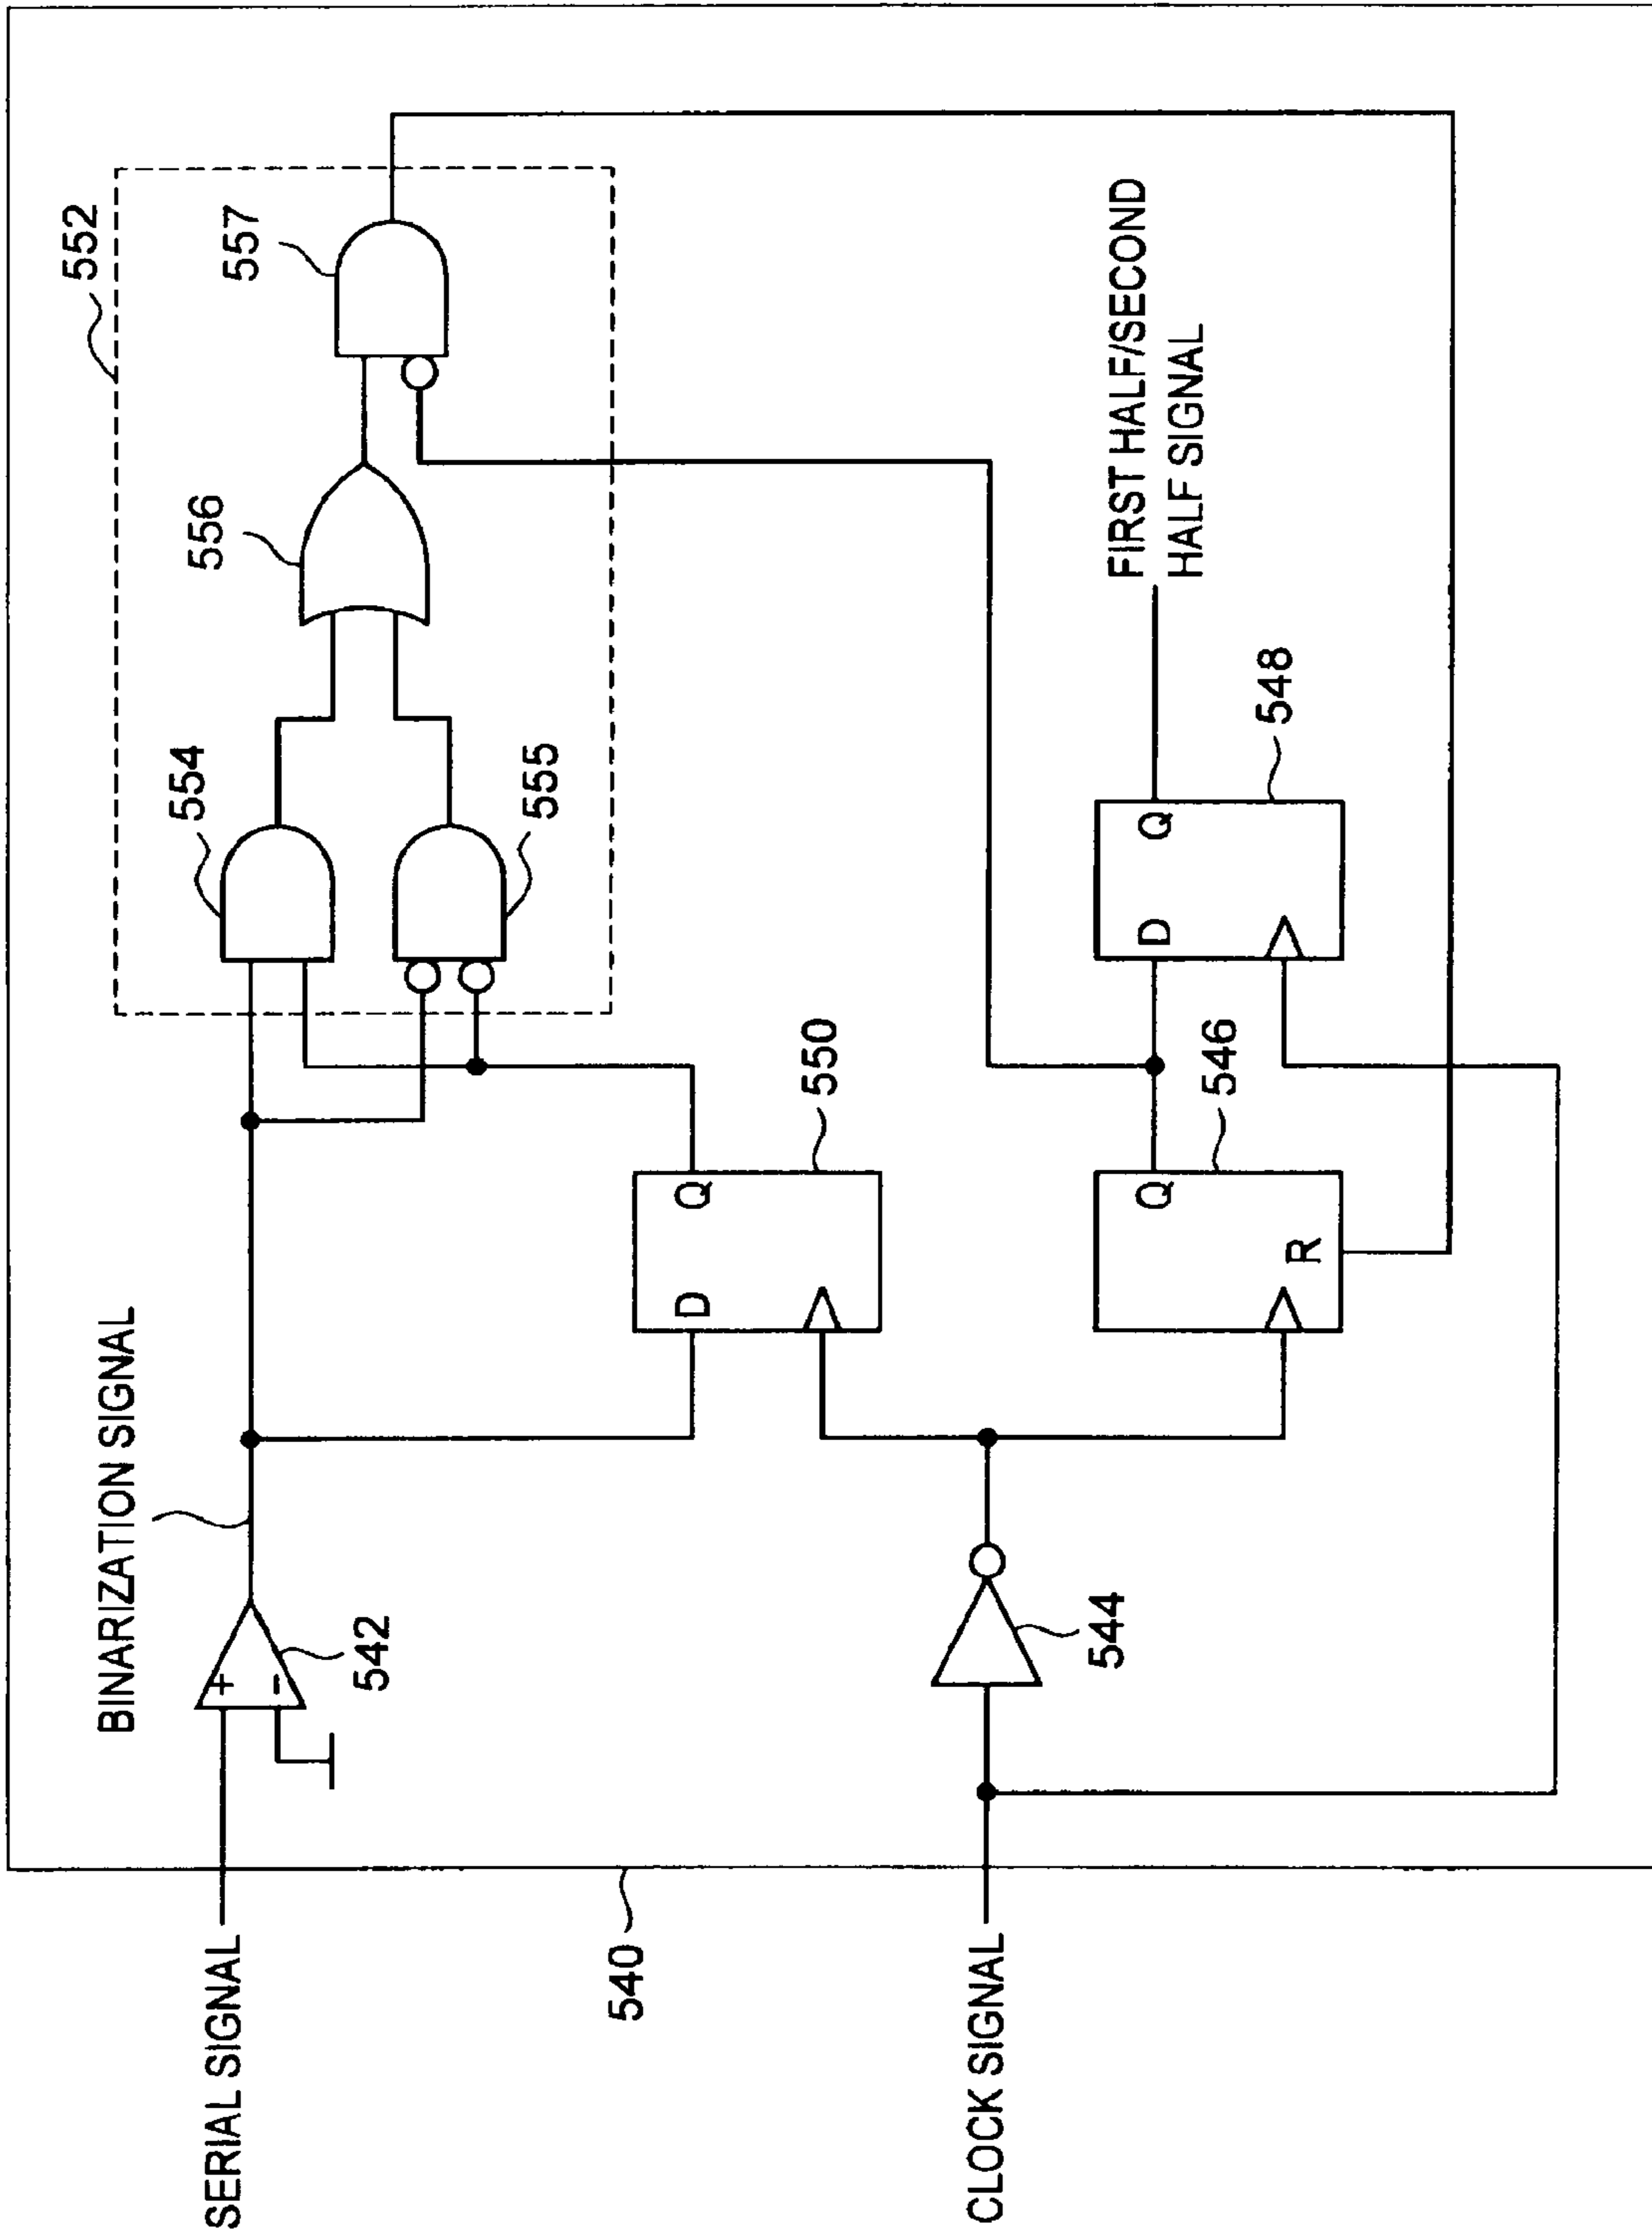 552
557
556
554
555
BINARIZATION SIGNAL
+
−
542
SERIAL SIGNAL
540
D
Q
550
FIRST HALF/SECOND
HALF SIGNAL
Q
R
546
D
Q
548
544
CLOCK SIGNAL